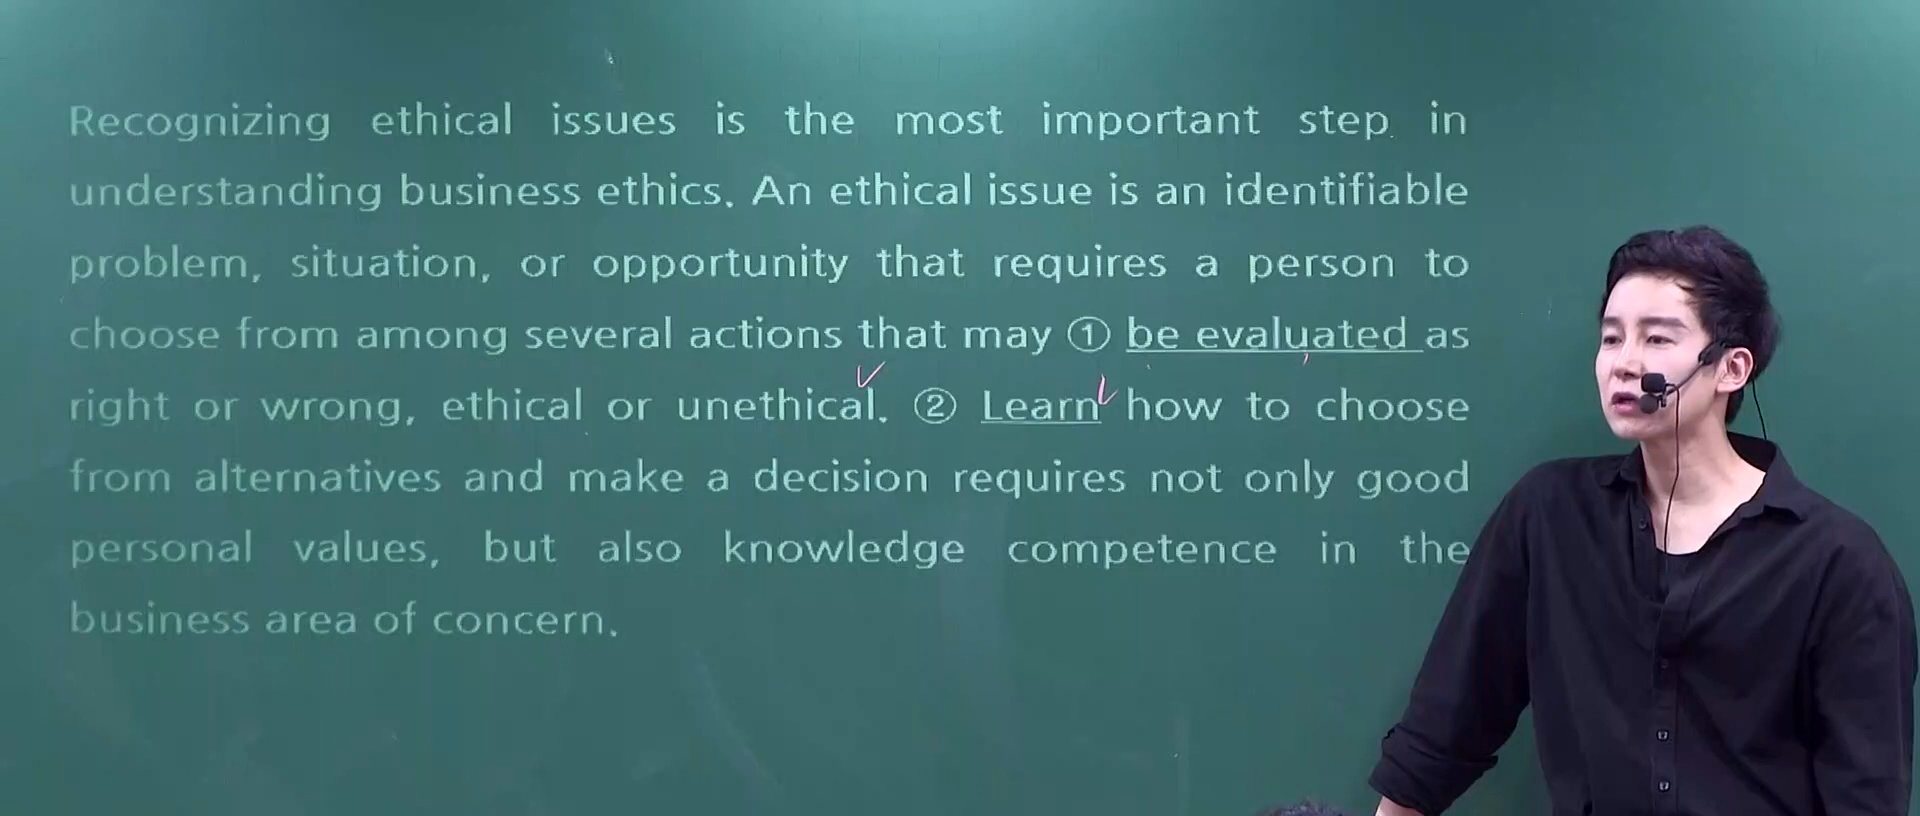 Recognizing ethical issues is the most important step in
understanding business ethics. An ethical issue is an identifiable
problem, situation, or opportunity that requires a person to
choose from among several actions that may ① be evaluated as
right or wrong, ethical or unethical. ② Learn how to choose
from alternatives and make a decision requires not only good
personal values, but also knowledge competence in the
business area of concern.